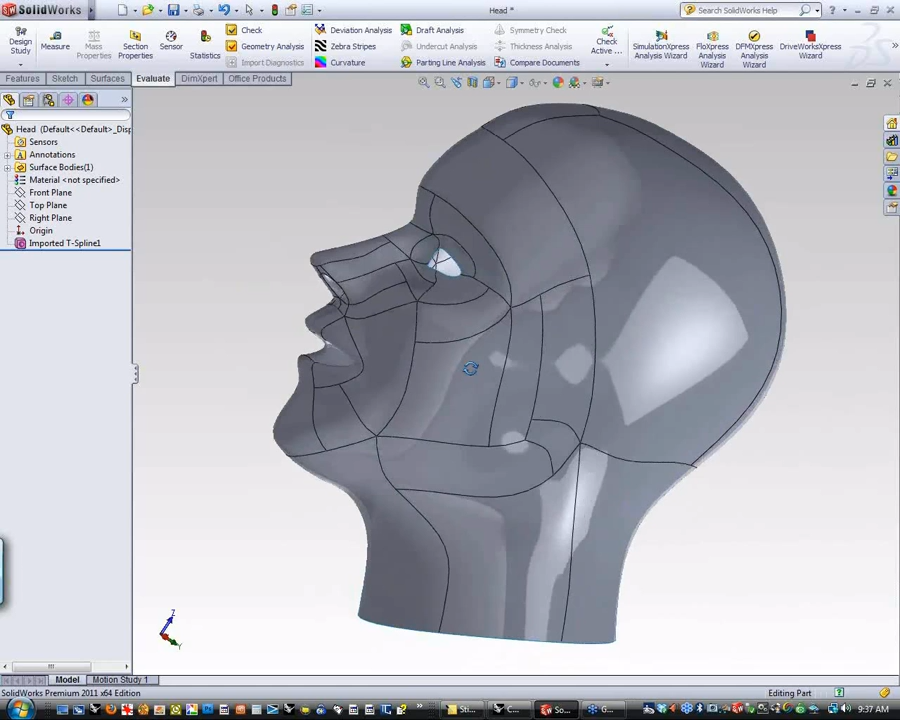 SolidWorks
Head *
Search SolidWorks Help
Design Study
Measure
Mass Properties
Section Properties
Sensor
Statistics
Check
Geometry Analysis
Import Diagnostics
Deviation Analysis
Zebra Stripes
Curvature
Draft Analysis
Undercut Analysis
Parting Line Analysis
Symmetry Check
Thickness Analysis
Compare Documents
Check Active ...
SimulationXpress Analysis Wizard
FloXpress Analysis Wizard
DFMXpress Analysis Wizard
DriveWorksXpress Wizard
Features
Sketch
Surfaces
Evaluate
DimXpert
Office Products
Head (Default<<Default>_Disp
Sensors
Annotations
Surface Bodies(1)
Material <not specified>
Front Plane
Top Plane
Right Plane
Origin
Imported T-Spline1
Z
Y
Model
Motion Study 1
SolidWorks Premium 2011 x64 Edition
Editing Part
Sti...
C...
So...
G...
9:37 AM